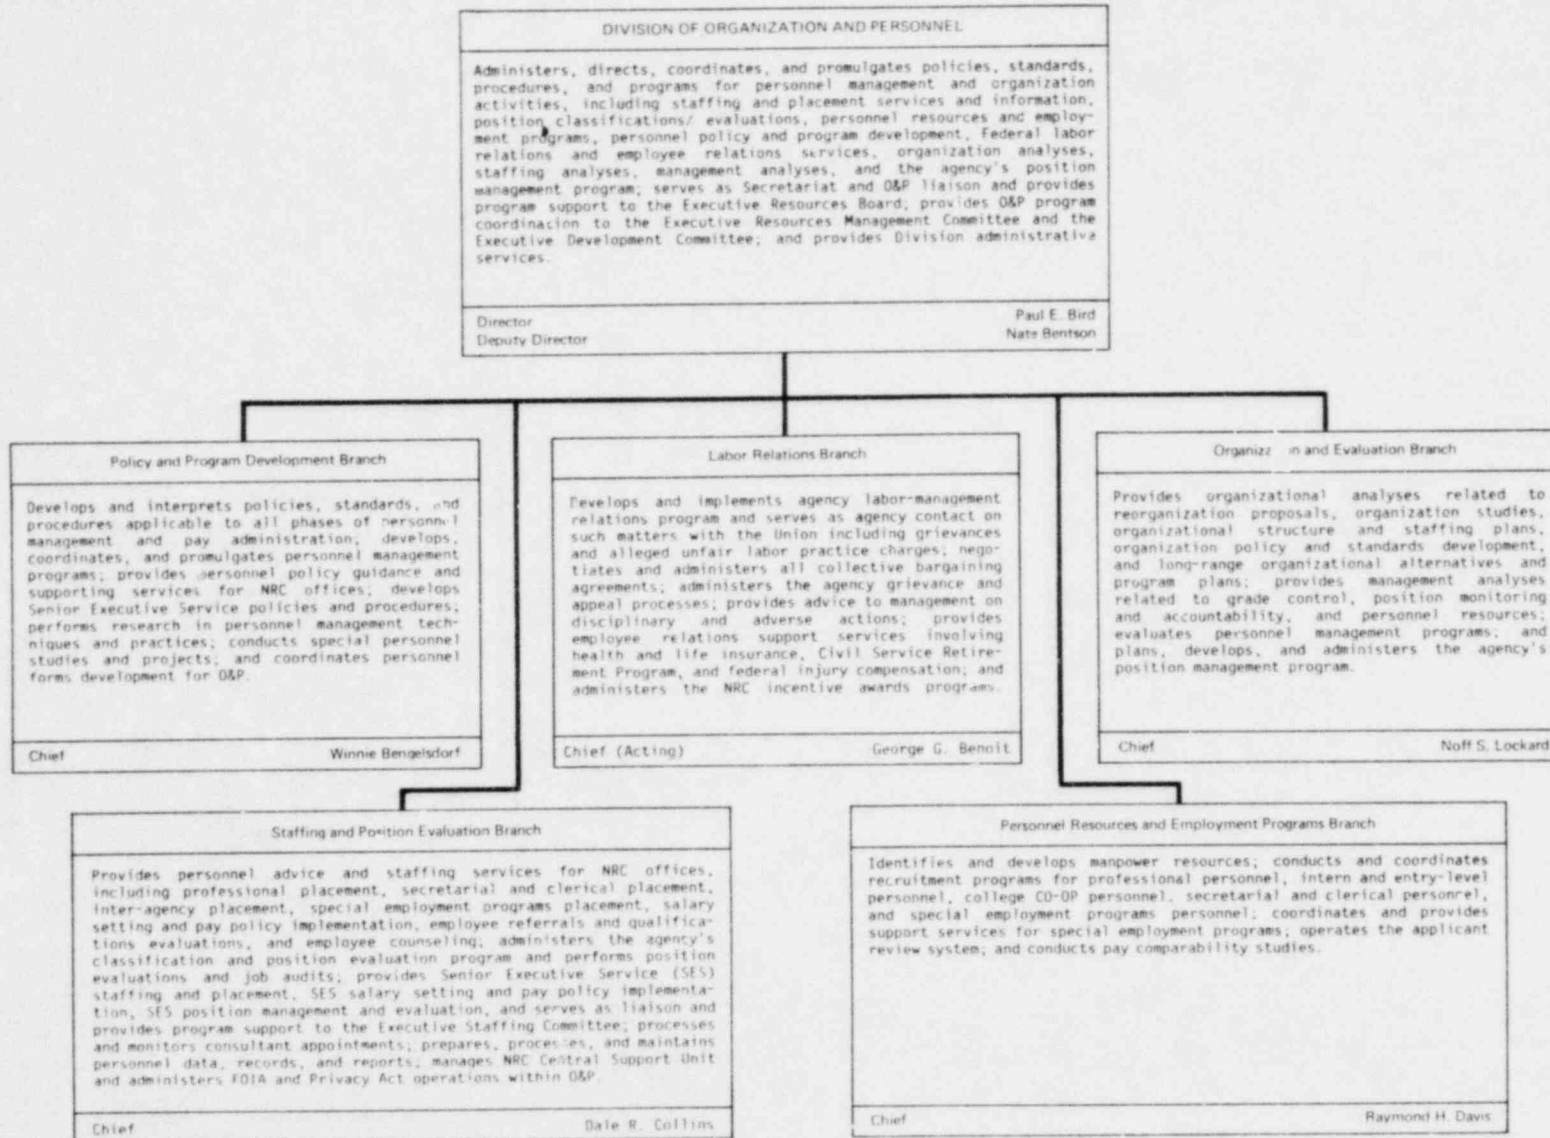 DIVISION OF ORGANIZATION AND PERSONNEL
Administers, directs, coordinates, and promulgates policies, standards,
procedures, and programs for personnel management and organization
activities, including staffing and placement services and information,
position classifications/ evaluations, personnel resources and employ-
ment programs, personnel policy and program development, Federal labor
relations and employee relations services, organization analyses,
staffing analyses, management analyses, and the agency's position
management program; serves as Secretariat and O&P liaison and provides
program support to the Executive Resources Board; provides O&P program
coordination to the Executive Resources Management Committee and the
Executive Development Committee; and provides Division administrative
services.
Director Paul E. Bird
Deputy Director Nate Bentson
Policy and Program Development Branch
Develops and interprets policies, standards, and
procedures applicable to all phases of personnel
management and pay administration; develops,
coordinates, and promulgates personnel management
programs; provides personnel policy guidance and
supporting services for NRC offices; develops
Senior Executive Service policies and procedures;
performs research in personnel management tech-
niques and practices; conducts special personnel
studies and projects; and coordinates personnel
forms development for O&P.
Chief Winnie Bengelsdorf
Labor Relations Branch
Develops and implements agency labor-management
relations program and serves as agency contact on
such matters with the Union including grievances
and alleged unfair labor practice charges; nego-
tiates and administers all collective bargaining
agreements; administers the agency grievance and
appeal processes; provides advice to management on
disciplinary and adverse actions; provides
employee relations support services involving
health and life insurance, Civil Service Retire-
ment Program, and federal injury compensation; and
administers the NRC incentive awards programs.
Chief (Acting) George G. Benoit
Organiz n and Evaluation Branch
Provides organizational analyses related to
reorganization proposals, organization studies,
organizational structure and staffing plans,
organization policy and standards development,
and long-range organizational alternatives and
program plans; provides management analyses
related to grade control, position monitoring
and accountability, and personnel resources;
evaluates personnel management programs; and
plans, develops, and administers the agency's
position management program.
Chief Noff S. Lockard
Staffing and Position Evaluation Branch
Provides personnel advice and staffing services for NRC offices,
including professional placement, secretarial and clerical placement,
inter-agency placement, special employment programs placement, salary
setting and pay policy implementation, employee referrals and qualifica-
tions evaluations, and employee counseling; administers the agency's
classification and position evaluation program and performs position
evaluations and job audits; provides Senior Executive Service (SES)
staffing and placement, SES salary setting and pay policy implementa-
tion, SES position management and evaluation, and serves as liaison and
provides program support to the Executive Staffing Committee; processes
and monitors consultant appointments; prepares, processes, and maintains
personnel data, records, and reports; manages NRC Central Support Unit
and administers FOIA and Privacy Act operations within O&P.
Chief Dale R. Collins
Personnel Resources and Employment Programs Branch
Identifies and develops manpower resources; conducts and coordinates
recruitment programs for professional personnel, intern and entry-level
personnel, college CO-OP personnel, secretarial and clerical personnel,
and special employment programs personnel; coordinates and provides
support services for special employment programs; operates the applicant
review system; and conducts pay comparability studies.
Chief Raymond H. Davis